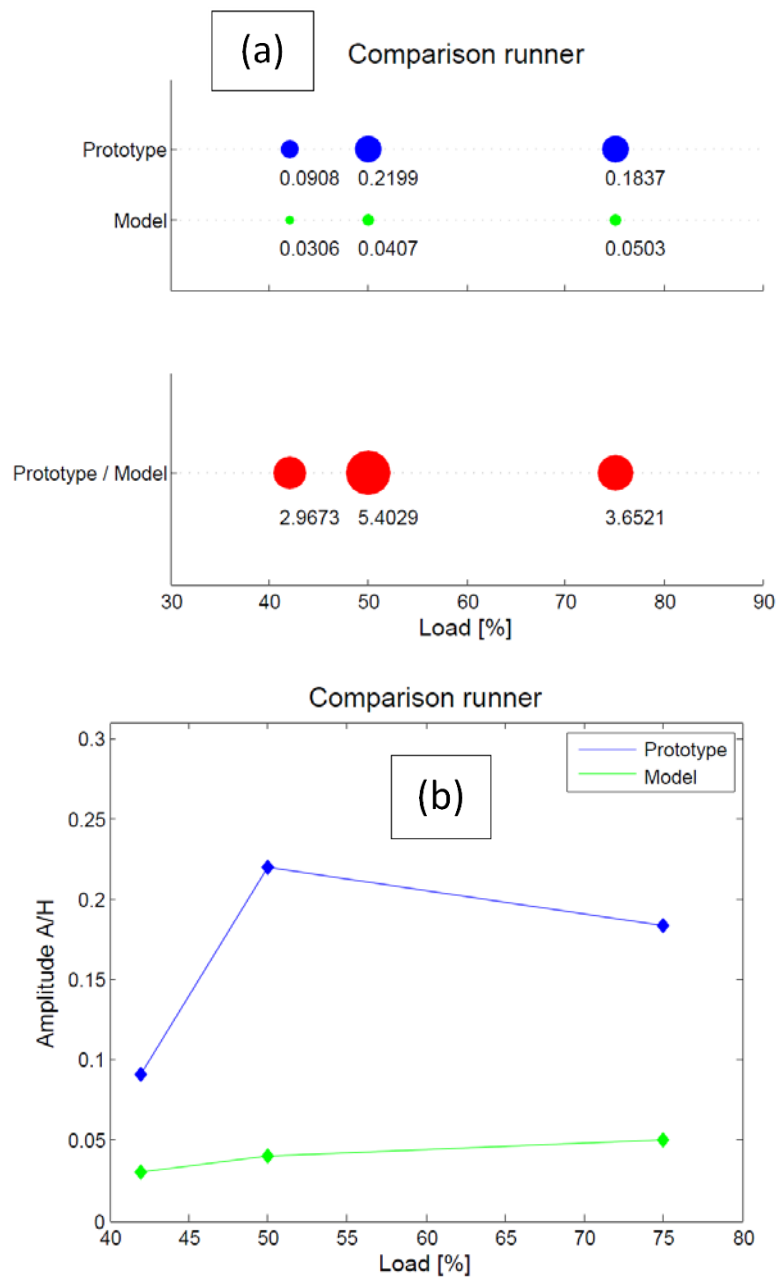 (a)
Comparison runner
Prototype
0.0908 0.2199 0.1837
Model
0.0306 0.0407 0.0503
Prototype / Model
2.9673 5.4029 3.6521
30 40 50 60 70 80 90
Load [%]
Comparison runner
0.3
0.25
0.2
0.15
0.1
0.05
0
Amplitude A/H
(b)
Prototype
Model
40 45 50 55 60 65 70 75 80
Load [%]